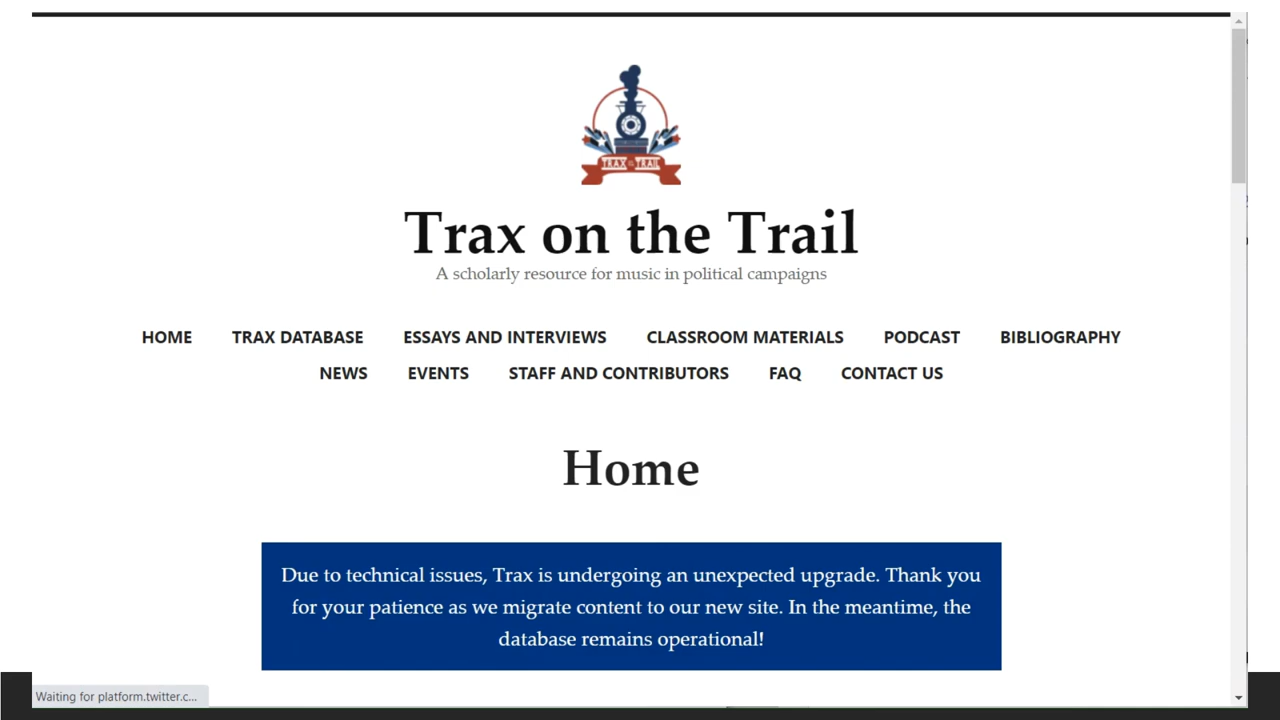 TRAX ON THE TRAIL
Trax on the Trail
A scholarly resource for music in political campaigns
HOME TRAX DATABASE ESSAYS AND INTERVIEWS CLASSROOM MATERIALS PODCAST BIBLIOGRAPHY
NEWS EVENTS STAFF AND CONTRIBUTORS FAQ CONTACT US
Home
Due to technical issues, Trax is undergoing an unexpected upgrade. Thank you
for your patience as we migrate content to our new site. In the meantime, the
database remains operational!
Waiting for platform.twitter.c...